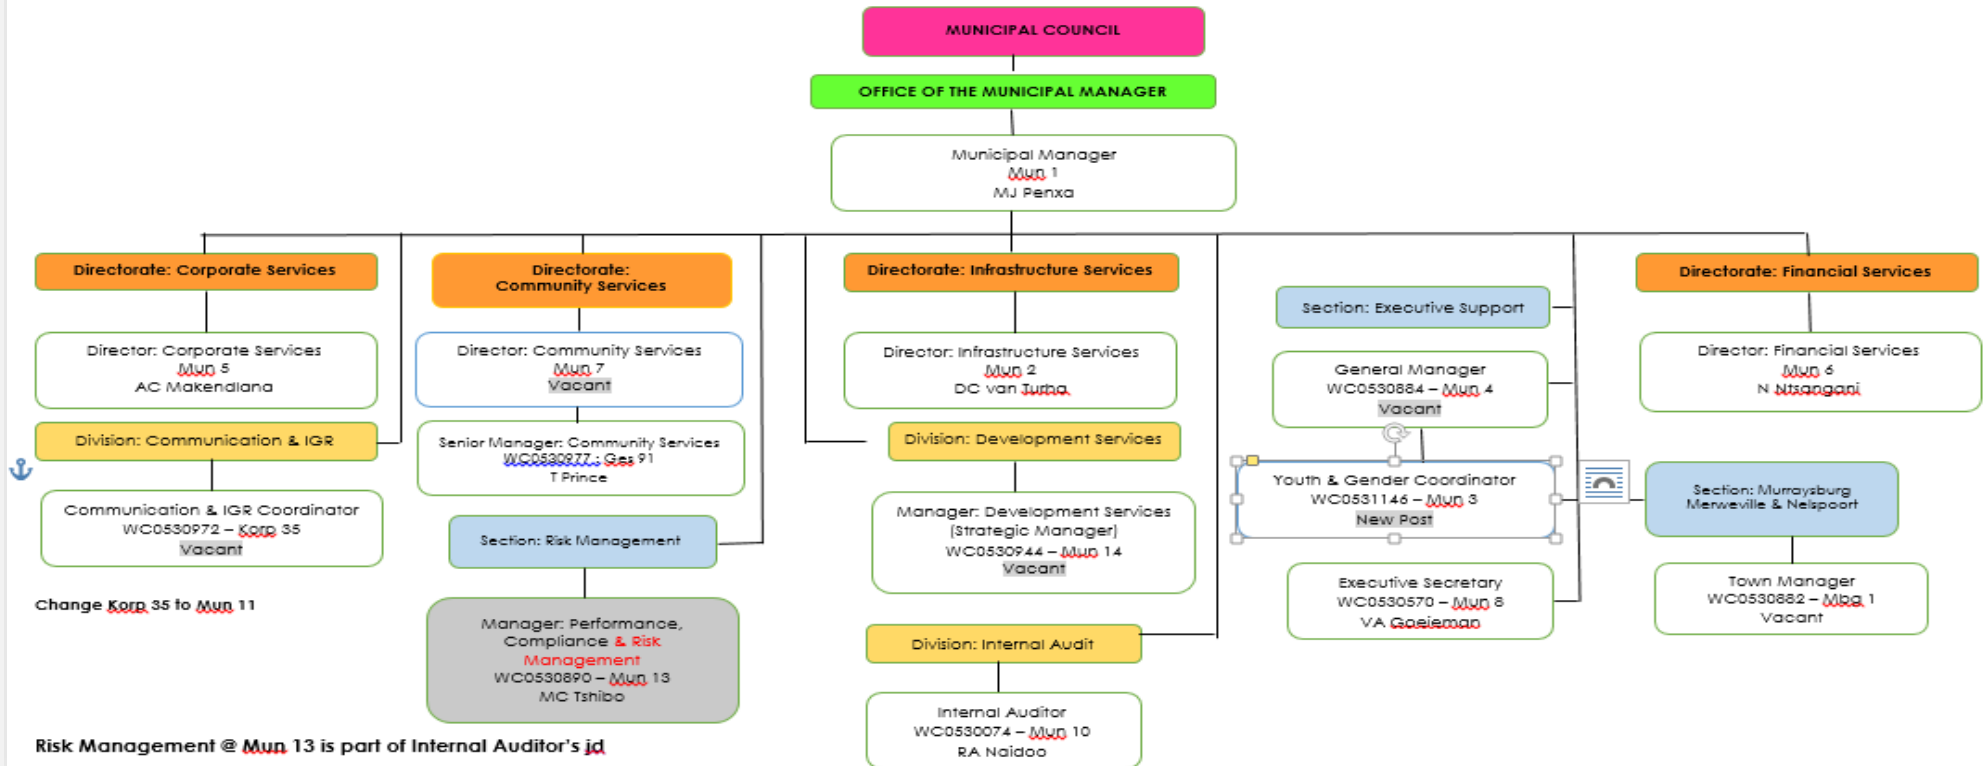 MUNICIPAL COUNCIL
OFFICE OF THE MUNICIPAL MANAGER
Municipal Manager
Mun 1
MJ Penxa
Directorate: Corporate Services
Director: Corporate Services
Mun 5
AC Makendlana
Division: Communication & IGR
Communication & IGR Coordinator
WC0530972 – Korp 35
Vacant
Change Korp 35 to Mun 11
Directorate:
Community Services
Director: Community Services
Mun 7
Vacant
Senior Manager: Community Services
WC0530977 : Ges 91
T Prince
Section: Risk Management
Manager: Performance,
Compliance & Risk
Management
WC0530890 – Mun 13
MC Tshibo
Risk Management @ Mun 13 is part of Internal Auditor's jd
Directorate: Infrastructure Services
Director: Infrastructure Services
Mun 2
DC van Turha
Division: Development Services
Manager: Development Services
(Strategic Manager)
WC0530944 – Mun 14
Vacant
Division: Internal Audit
Internal Auditor
WC0530074 – Mun 10
RA Naidoo
Section: Executive Support
General Manager
WC0530884 – Mun 4
Vacant
Youth & Gender Coordinator
WC0531146 – Mun 3
New Post
Executive Secretary
WC0530570 – Mun 8
VA Goeieman
Directorate: Financial Services
Director: Financial Services
Mun 6
N Ntsangani
Section: Murraysburg
Merweville & Nelspoort
Town Manager
WC0530882 – Mbg 1
Vacant